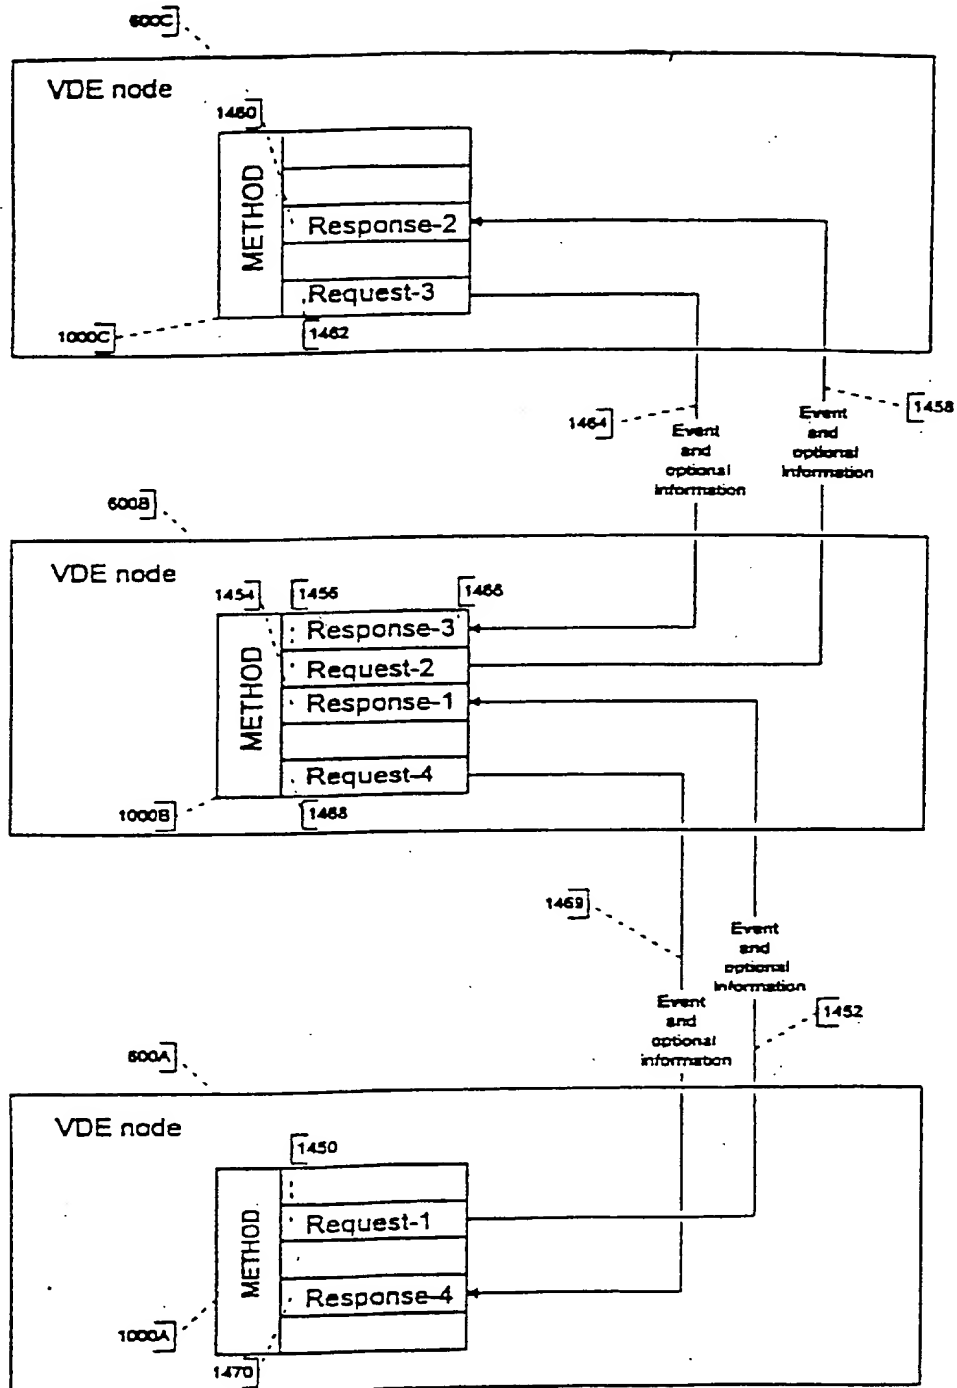 600C
VDE node
1460
METHOD
Response-2
Request-3
1000C
1462
1464
Event
and
optional
information
Event
and
optional
information
1458
600B
VDE node
1454
1456
1466
METHOD
Response-3
Request-2
Response-1
Request-4
1000B
1468
1469
Event
and
optional
information
Event
and
optional
information
1452
600A
VDE node
1450
METHOD
Request-1
Response-4
1000A
1470